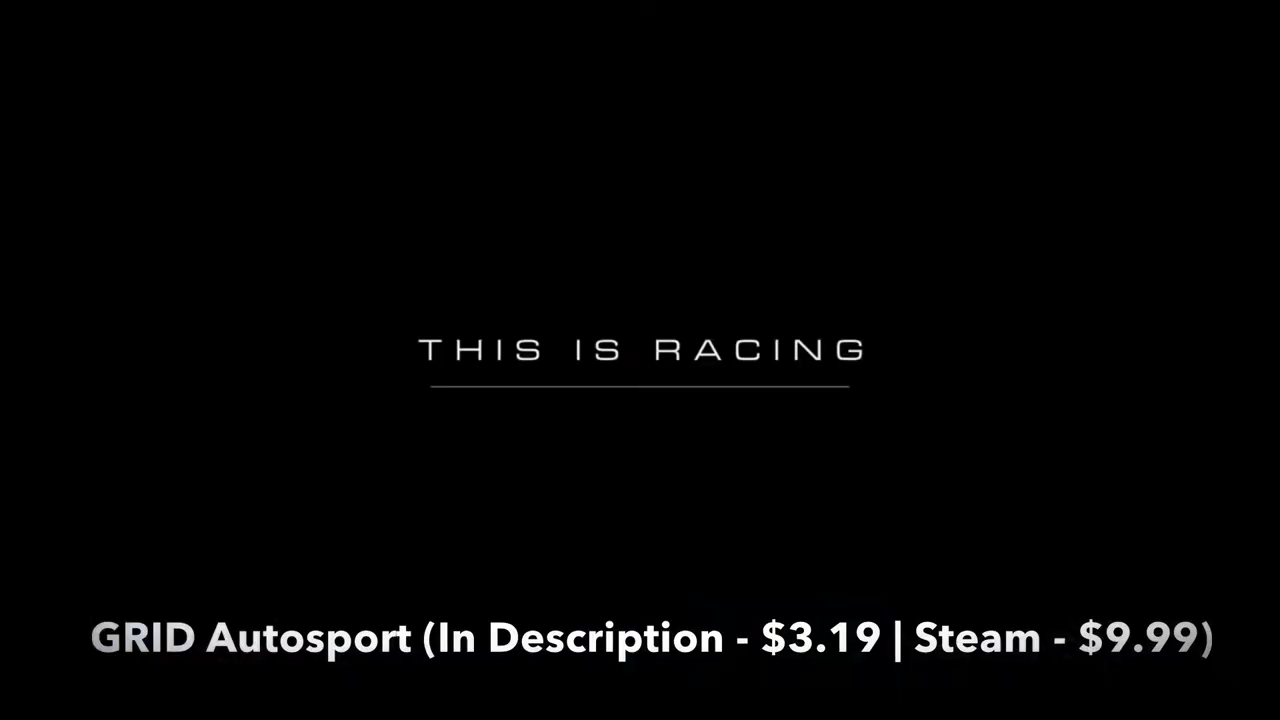 THIS IS RACING
GRID Autosport (In Description - $3.19 | Steam - $9.99)